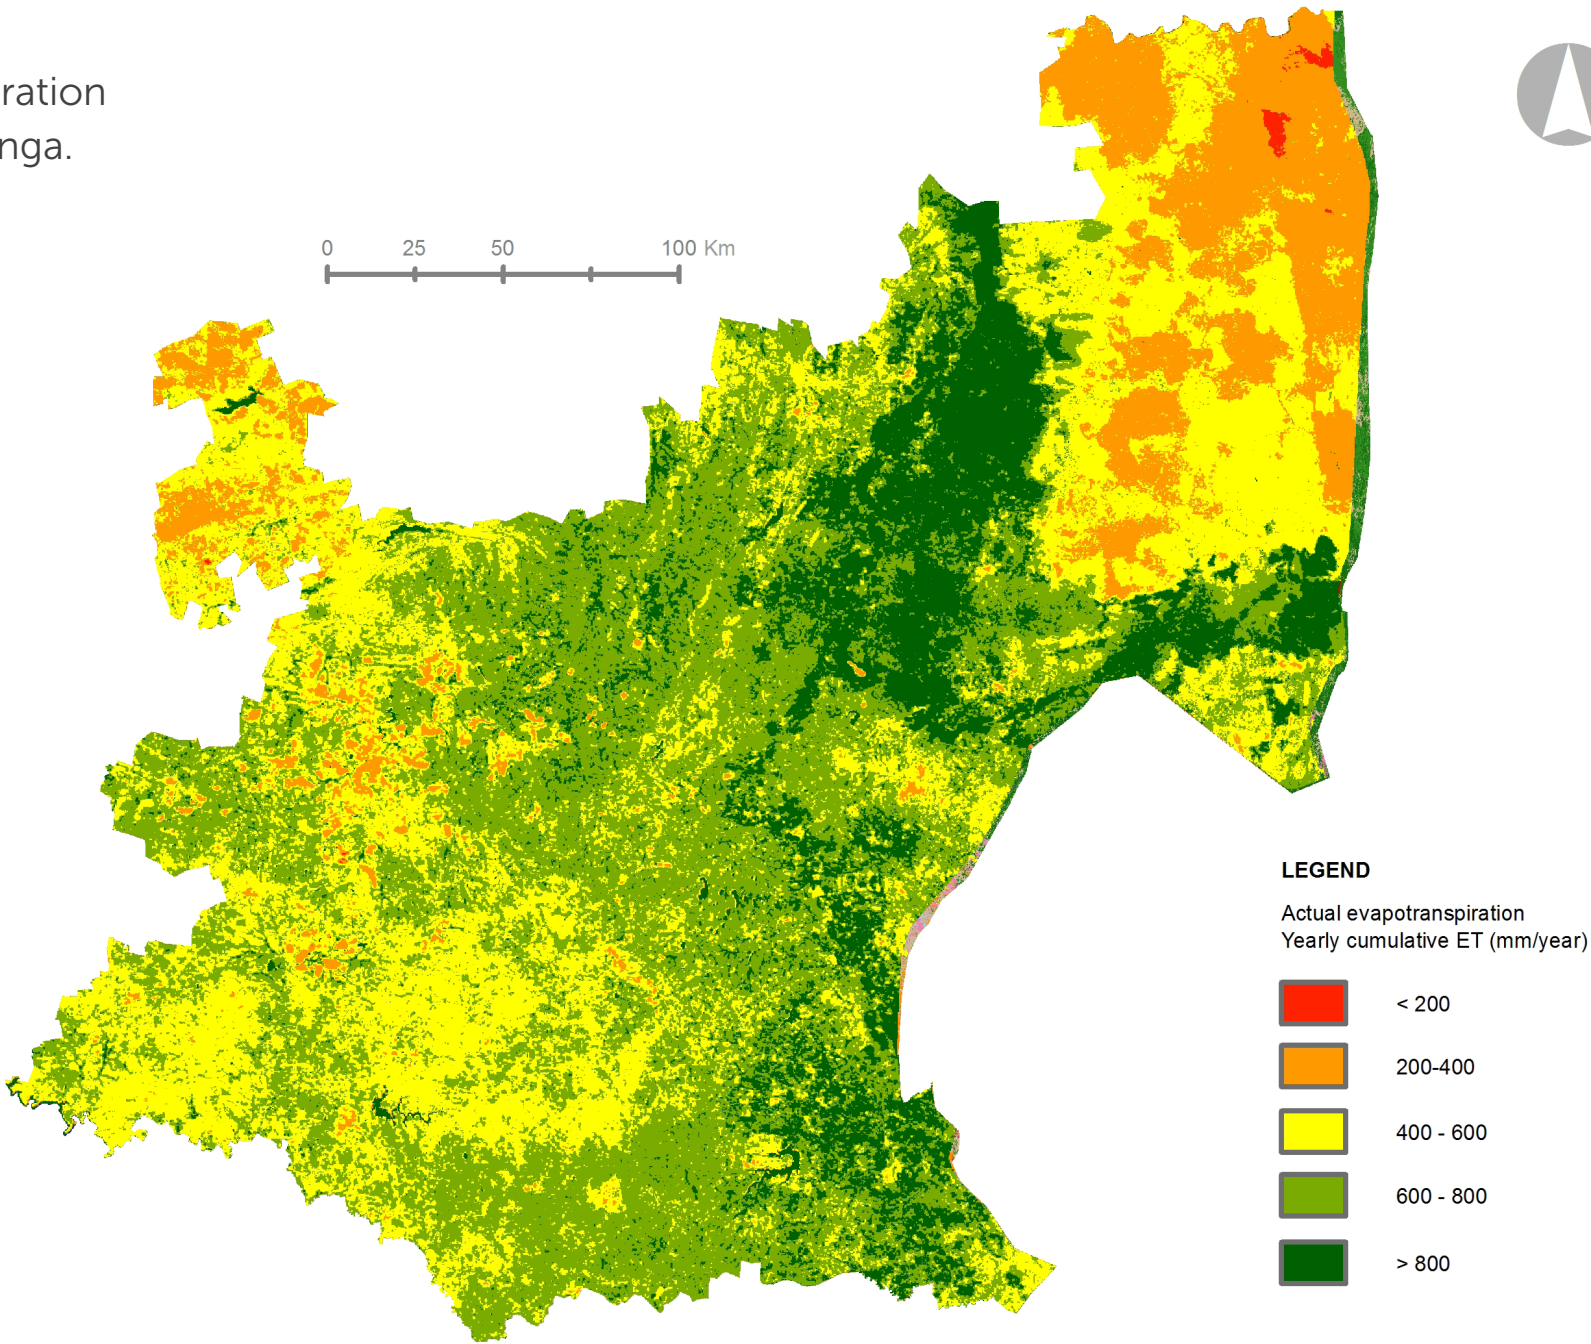 ration
nga.
0 25 50 100 Km
LEGEND
Actual evapotranspiration
Yearly cumulative ET (mm/year)
< 200
200-400
400 - 600
600 - 800
> 800